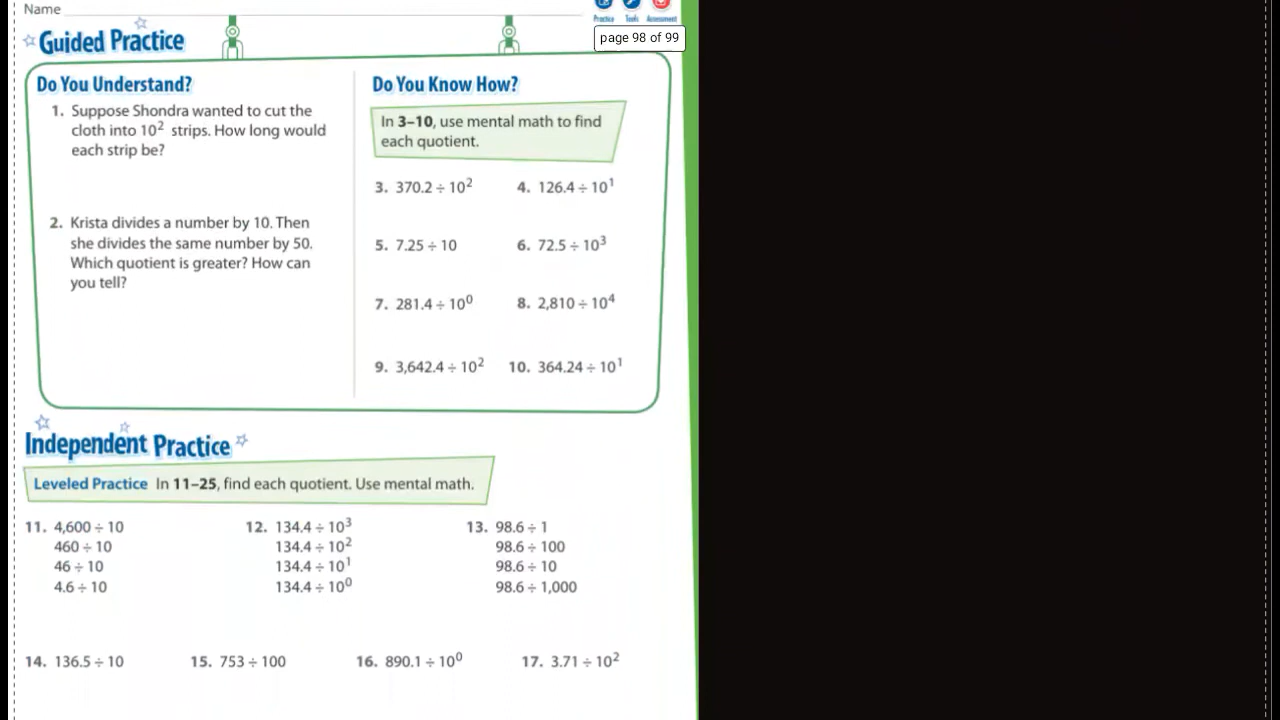 Name
Practice Tools Assessment
page 98 of 99
Guided Practice
Do You Understand?
1. Suppose Shondra wanted to cut the
cloth into 10² strips. How long would
each strip be?
2. Krista divides a number by 10. Then
she divides the same number by 50.
Which quotient is greater? How can
you tell?
Do You Know How?
In 3–10, use mental math to find
each quotient.
3. 370.2 ÷ 10² 4. 126.4 ÷ 10¹
5. 7.25 ÷ 10 6. 72.5 ÷ 10³
7. 281.4 ÷ 10⁰ 8. 2,810 ÷ 10⁴
9. 3,642.4 ÷ 10² 10. 364.24 ÷ 10¹
Independent Practice
Leveled Practice In 11–25, find each quotient. Use mental math.
11. 4,600 ÷ 10 12. 134.4 ÷ 10³ 13. 98.6 ÷ 1
460 ÷ 10 134.4 ÷ 10² 98.6 ÷ 100
46 ÷ 10 134.4 ÷ 10¹ 98.6 ÷ 10
4.6 ÷ 10 134.4 ÷ 10⁰ 98.6 ÷ 1,000
14. 136.5 ÷ 10 15. 753 ÷ 100 16. 890.1 ÷ 10⁰ 17. 3.71 ÷ 10²